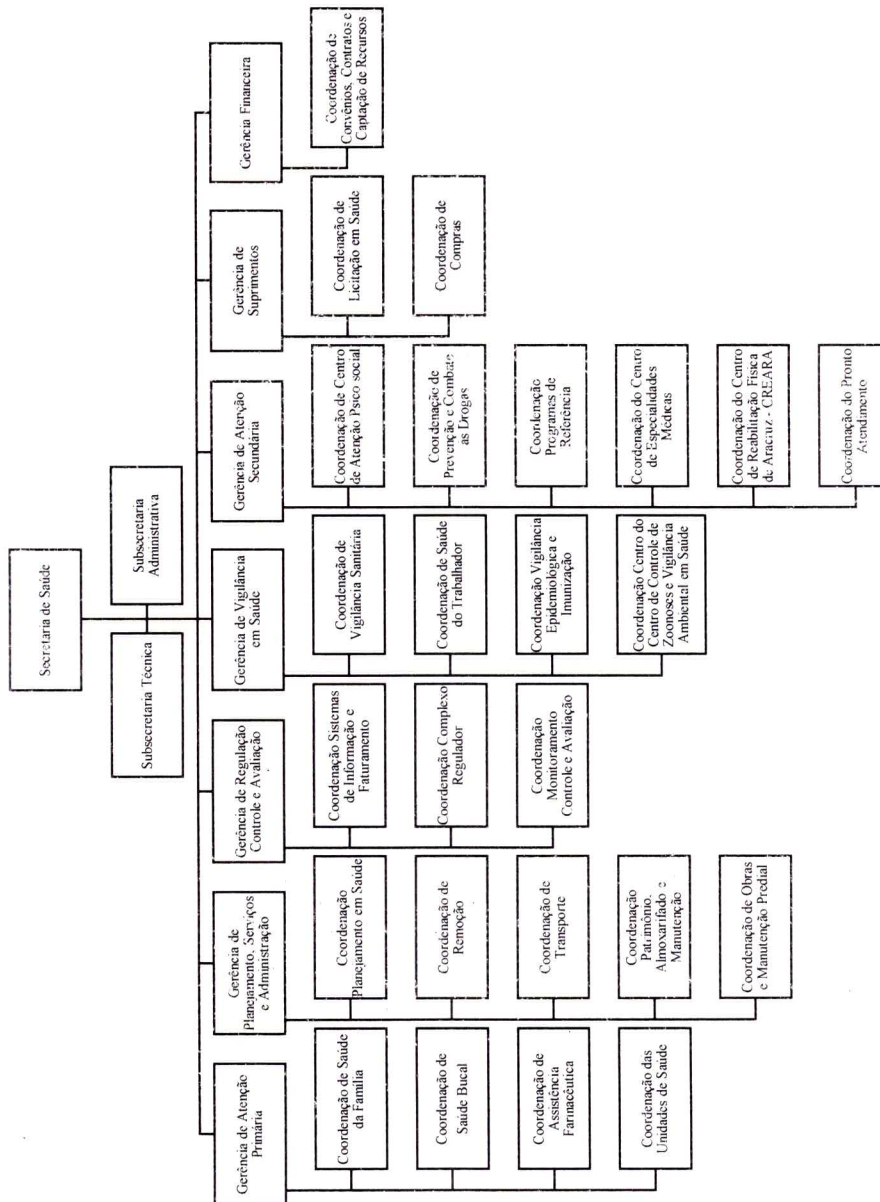 Secretaria de Saúde
Subsecretaria Técnica
Subsecretaria
Administrativa
Gerência de Atenção
Primária
Coordenação de Saúde
da Família
Coordenação de
Saúde Bucal
Coordenação de
Assistência
Farmacêutica
Coordenação das
Unidades de Saúde
Gerência de
Planejamento, Serviços
e Administração
Coordenação
Planejamento em Saúde
Coordenação de
Remoção
Coordenação de
Transporte
Coordenação
Patrimônio,
Almoxarifado e
Manutenção
Coordenação de Obras
e Manutenção Predial
Gerência de Regulação
Controle e Avaliação
Coordenação Sistemas
de Informação e
Faturamento
Coordenação Complexo
Regulador
Coordenação
Monitoramento
Controle e Avaliação
Gerência de Vigilância
em Saúde
Coordenação de
Vigilância Sanitária
Coordenação de Saúde
do Trabalhador
Coordenação Vigilância
Epidemiológica e
Imunização
Coordenação Centro do
Centro de Controle de
Zoonoses e Vigilância
Ambiental em Saúde
Gerência de Atenção
Secundária
Coordenação de Centro
de Atenção Psico social
Coordenação de
Prevenção e Combate
as Drogas
Coordenação
Programas de
Referência
Coordenação do Centro
de Especialidades
Médicas
Coordenação do Centro
de Reabilitação Física
de Aracruz - CREARA
Coordenação do Pronto
Atendimento
Gerência de
Suprimentos
Coordenação de
Licitação em Saúde
Coordenação de
Compras
Gerência Financeira
Coordenação de
Convênios, Contratos e
Captação de Recursos